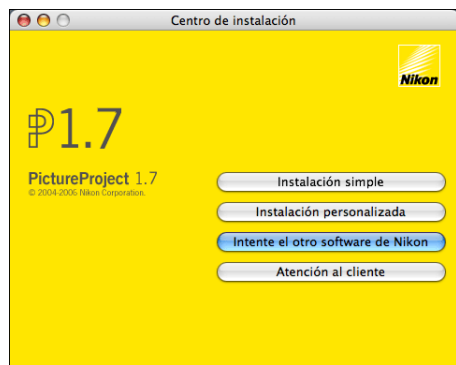 Centro de instalación
Nikon
P1.7
PictureProject 1.7
© 2004-2006 Nikon Corporation.
Instalación simple
Instalación personalizada
Intente el otro software de Nikon
Atención al cliente